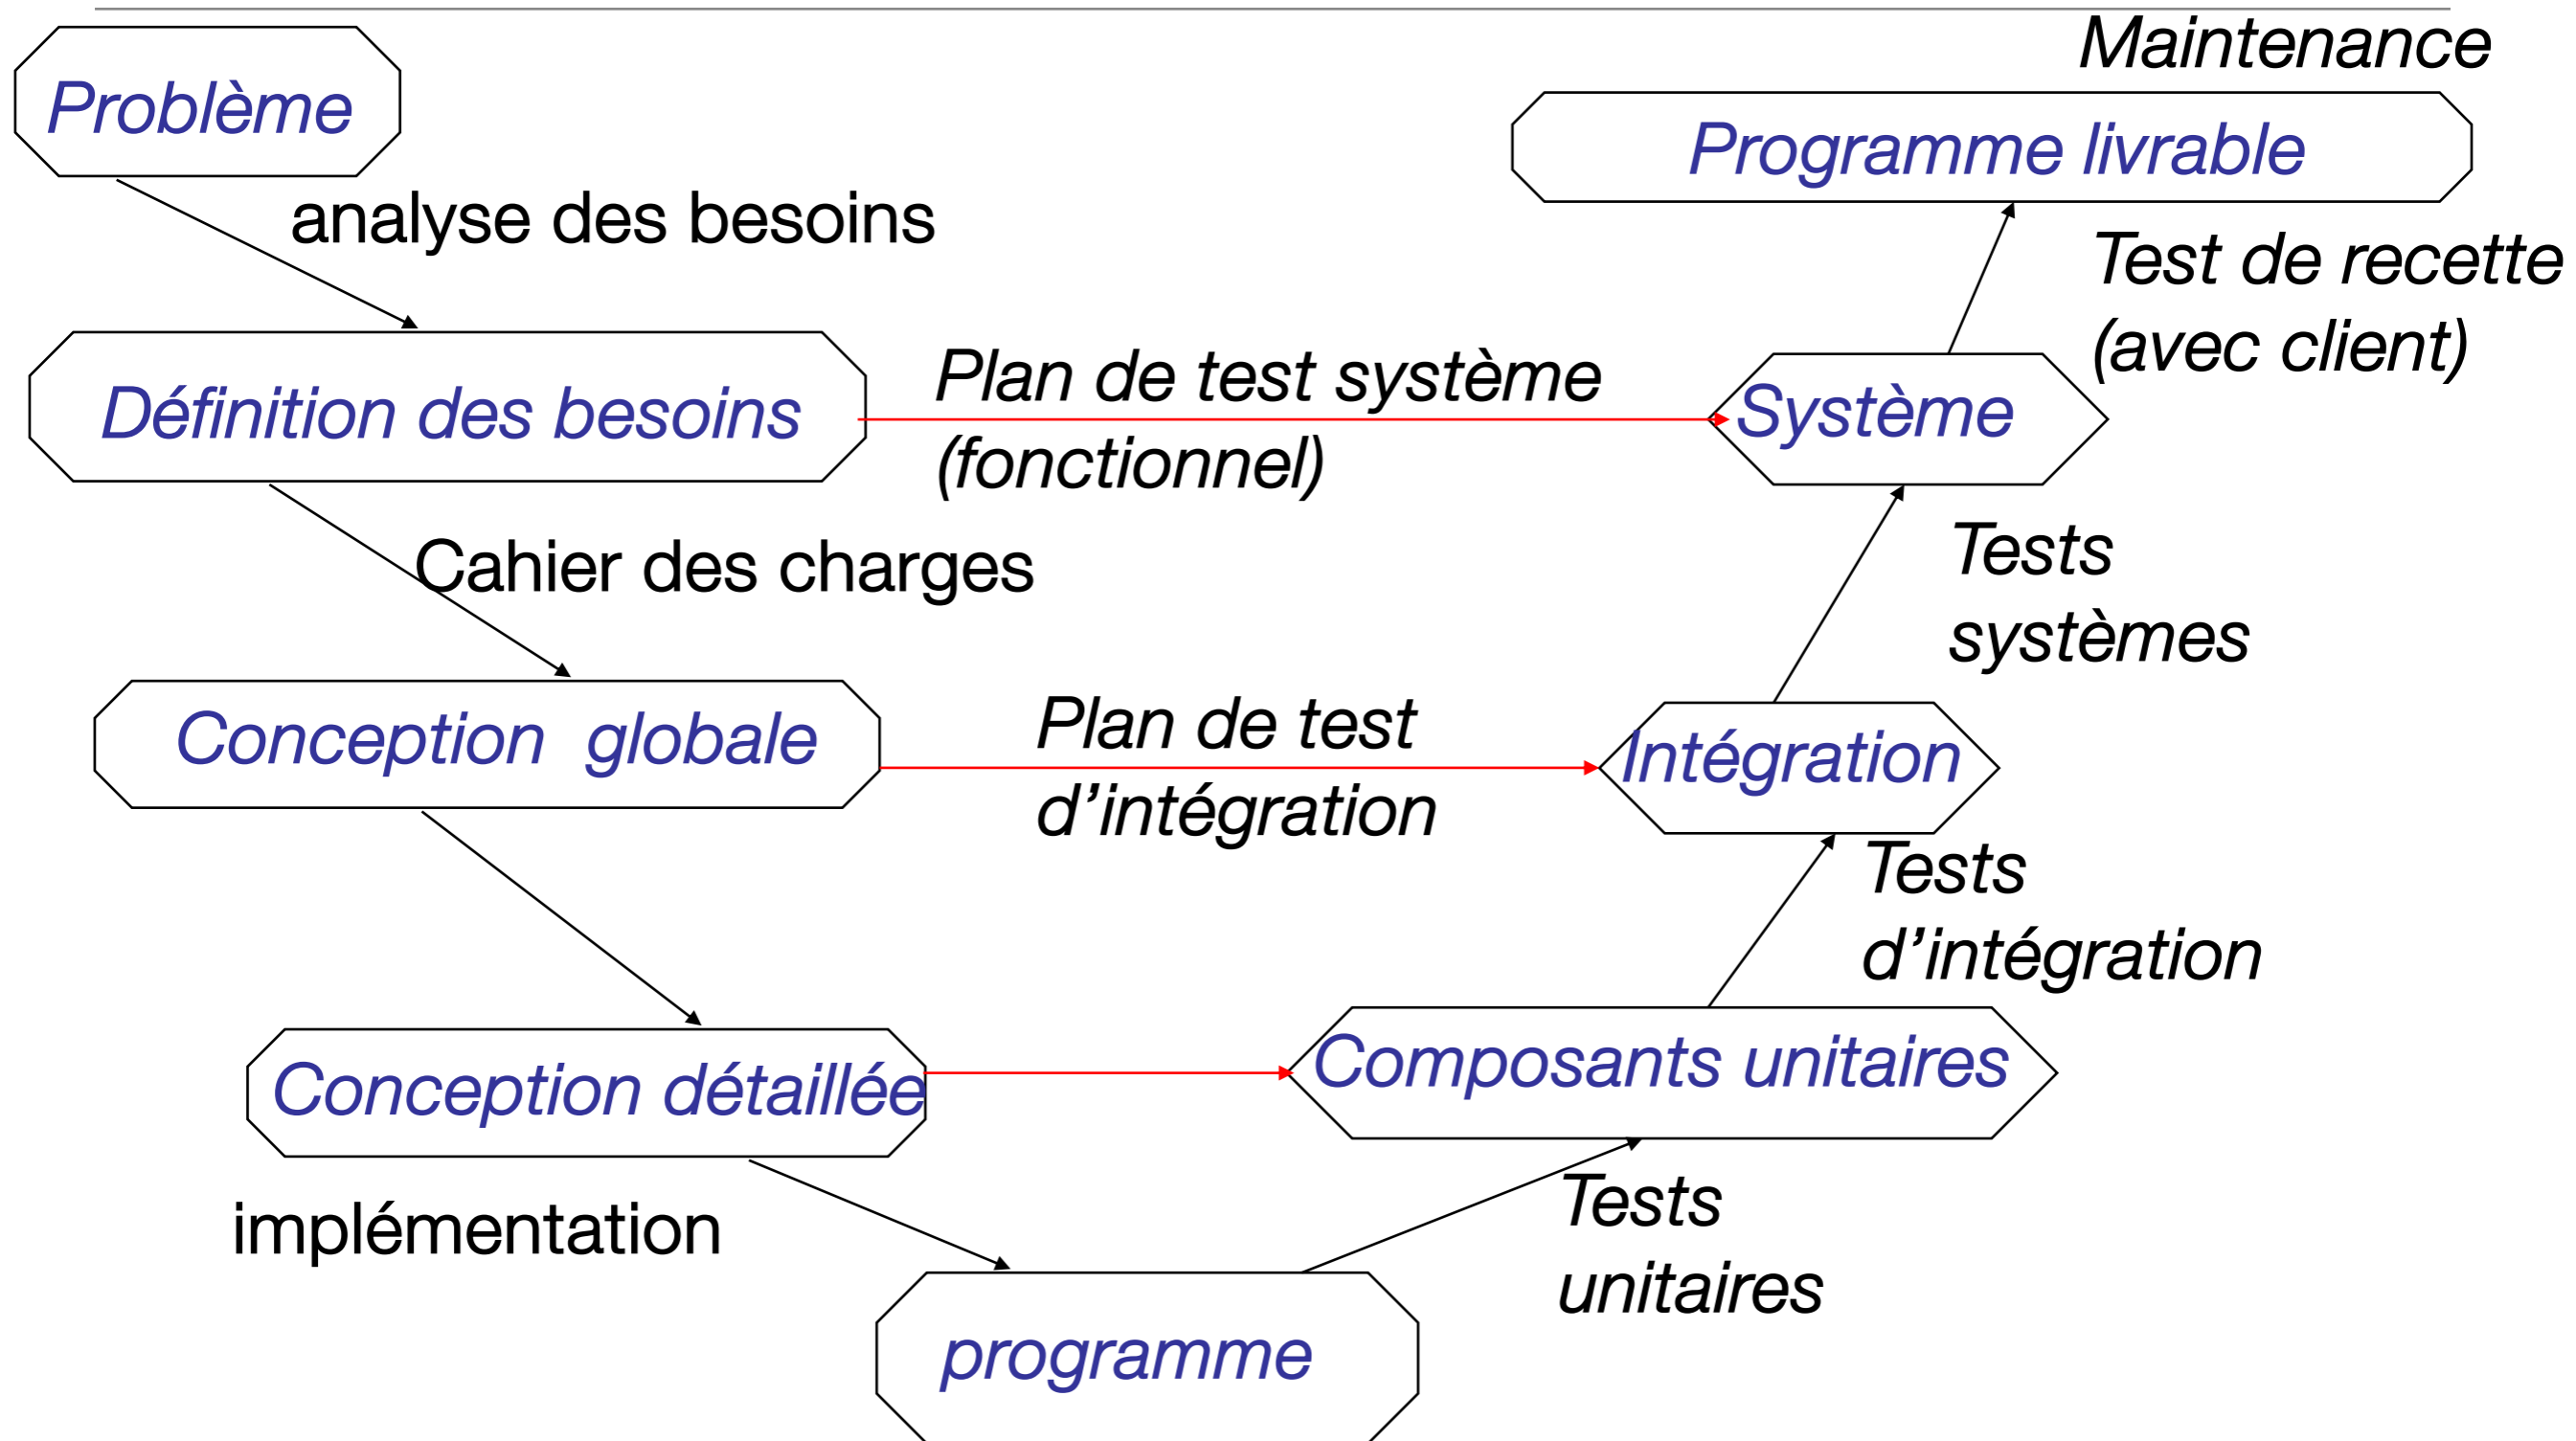 Maintenance
Problème
Programme livrable
analyse des besoins
Test de recette
(avec client)
Définition des besoins
Plan de test système
(fonctionnel)
Système
Cahier des charges
Tests
systèmes
Conception globale
Plan de test
d’intégration
Intégration
Tests
d’intégration
Conception détaillée
Composants unitaires
implémentation
Tests
unitaires
programme